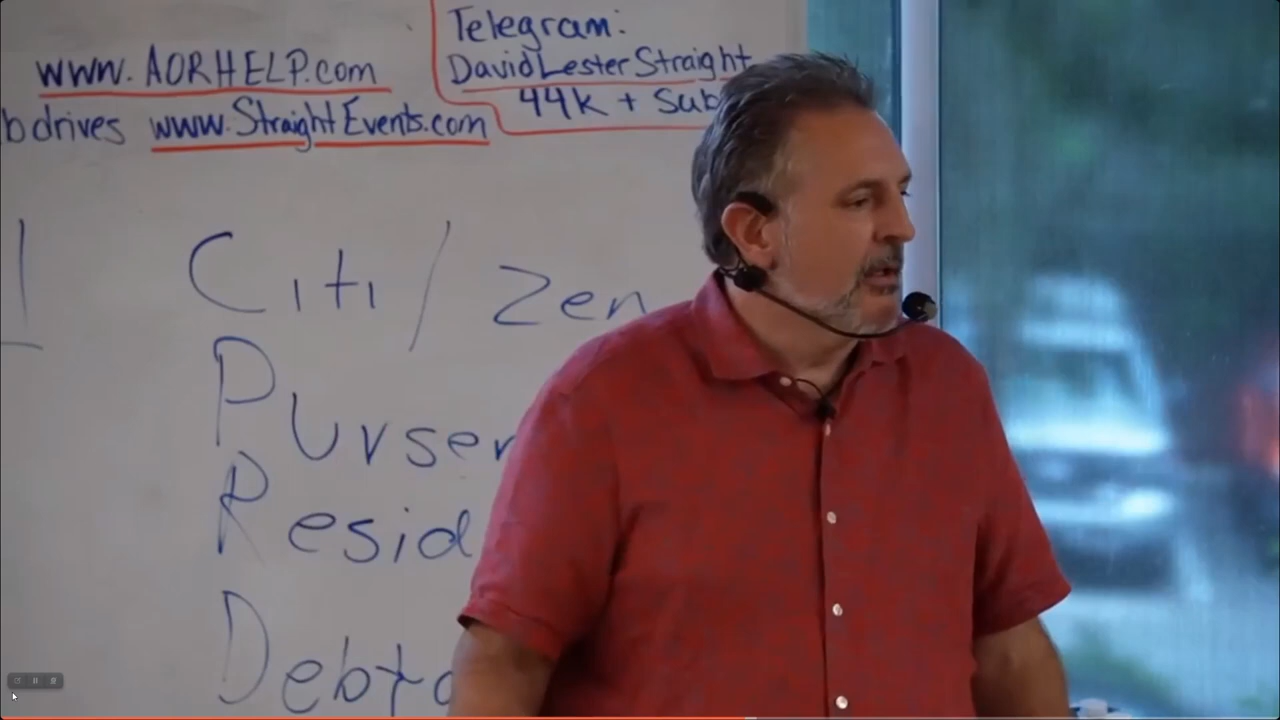 www.AORHELP.com
Telegram:
DavidLesterStraight
44k + Sub
bdrives www.StraightEvents.com
Citi/zen
Purser
Resid
Debto